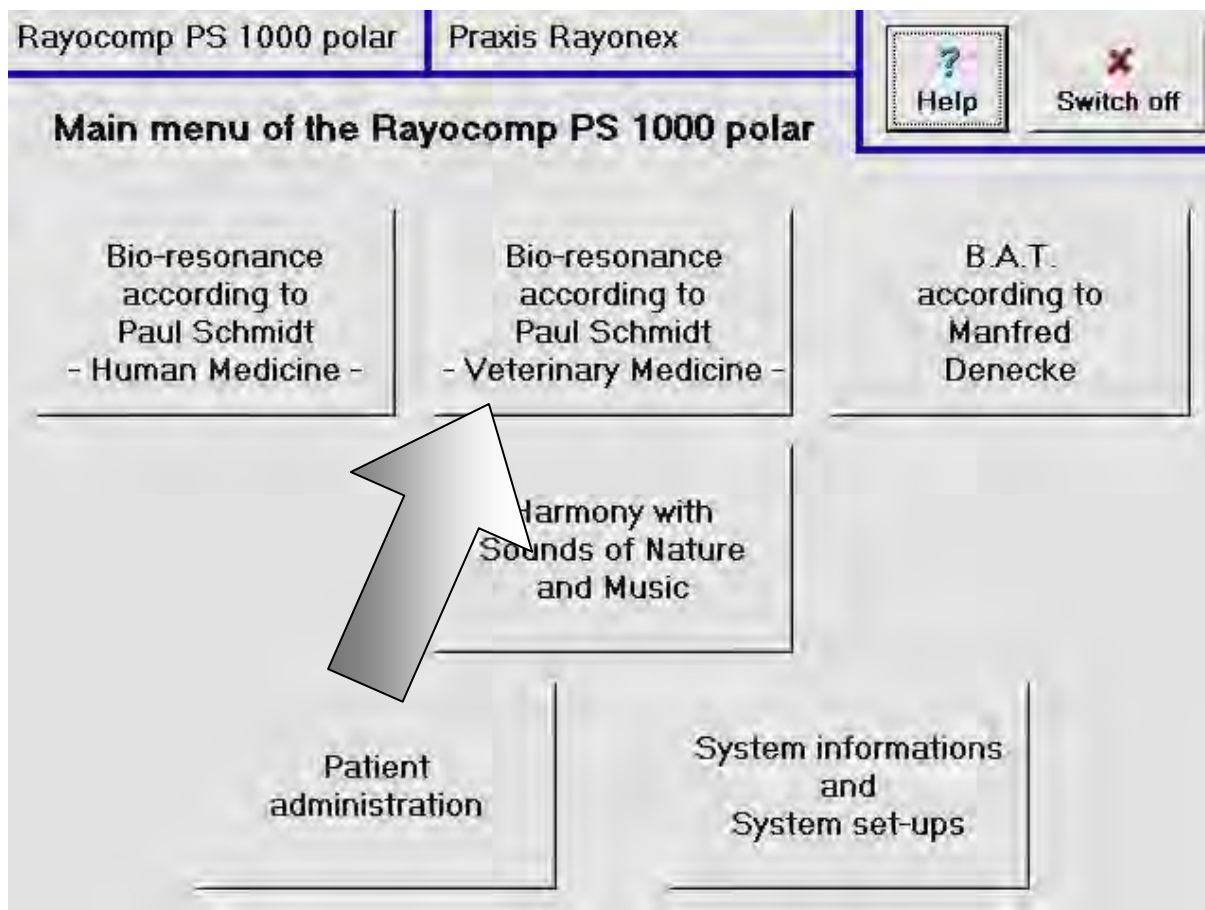 Rayocomp PS 1000 polar
Praxis Rayonex
? Help
Switch off
Main menu of the Rayocomp PS 1000 polar
Bio-resonance
according to
Paul Schmidt
- Human Medicine -
Bio-resonance
according to
Paul Schmidt
- Veterinary Medicine -
B.A.T.
according to
Manfred
Denecke
Harmony with
Sounds of Nature
and Music
Patient
administration
System informations
and
System set-ups